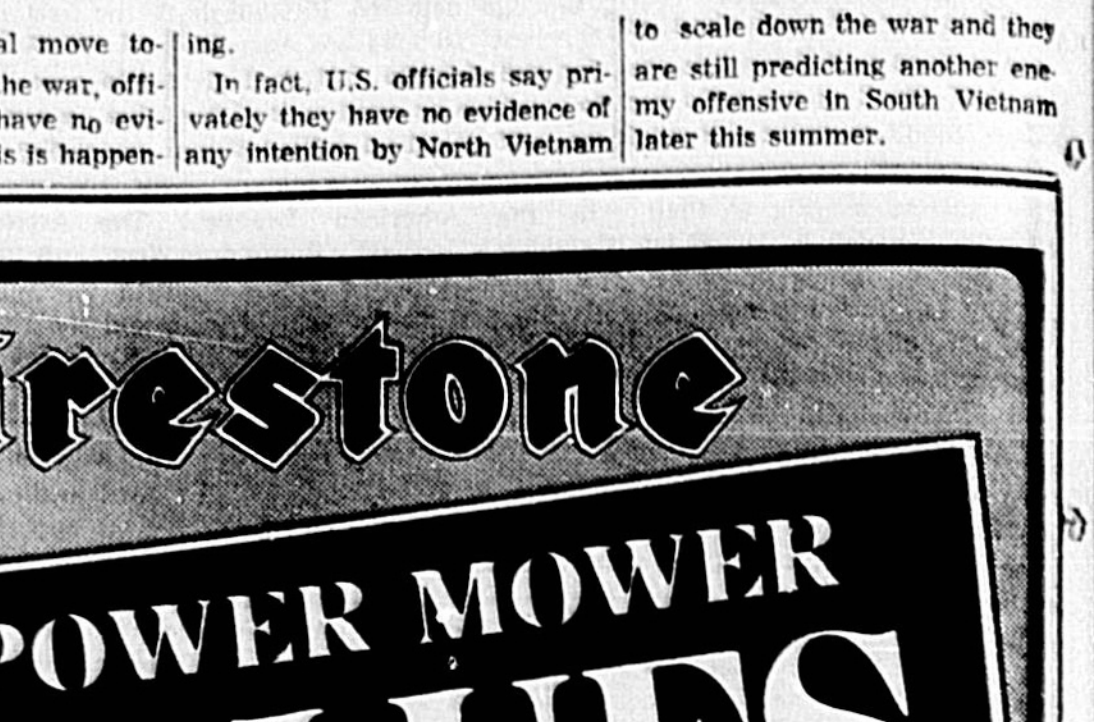 al move to-
he war, offi-
have no evi-
s is happen-
ing.
In fact, U.S. officials say pri-
vately they have no evidence of
any intention by North Vietnam
to scale down the war and they
are still predicting another ene-
my offensive in South Vietnam
later this summer.
irestone
POWER MOWER